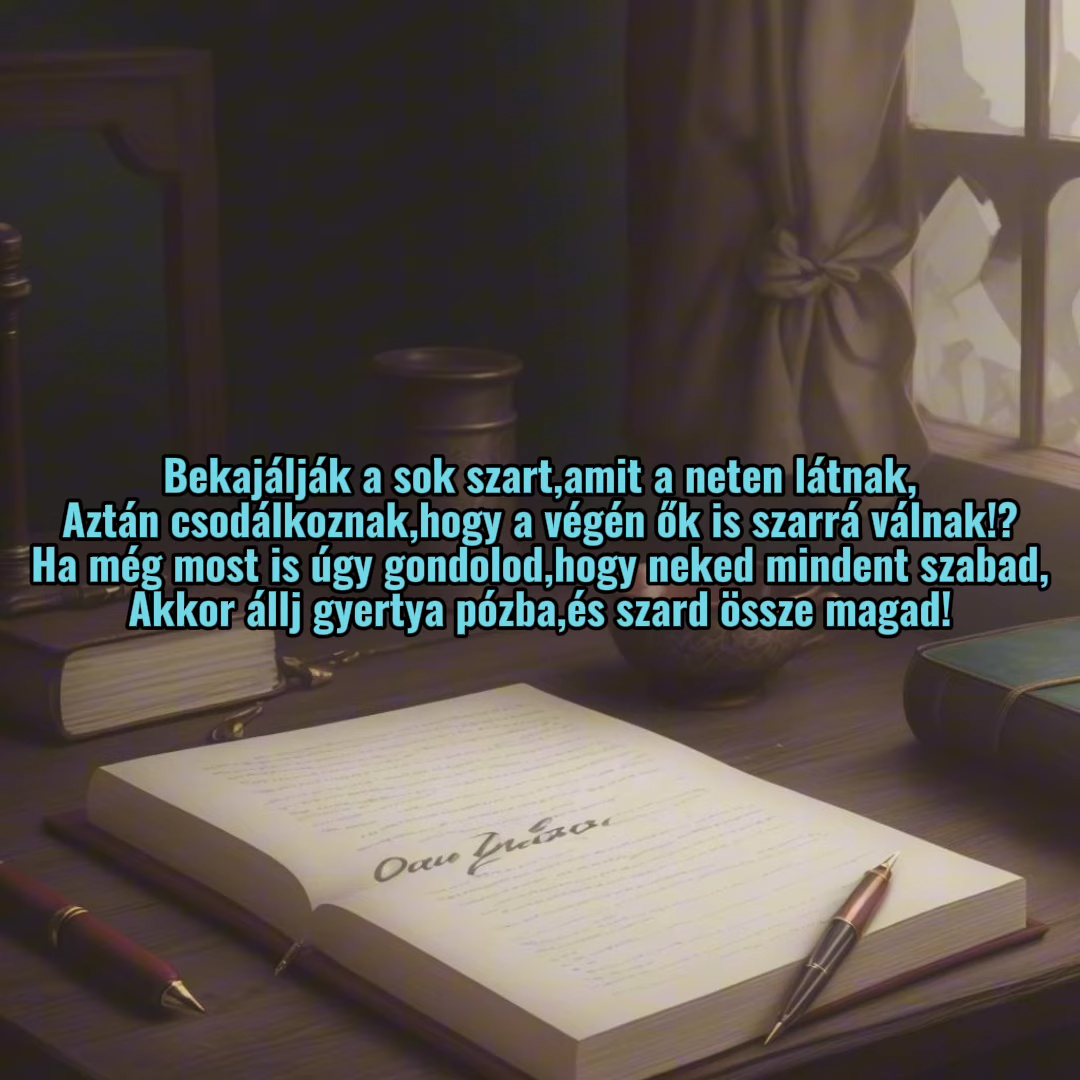 Bekajálják a sok szart,amit a neten látnak,
Aztán csodálkoznak,hogy a végén ők is szarrá válnak!?
Ha még most is úgy gondolod,hogy neked mindent szabad,
Akkor állj gyertya pózba,és szard össze magad!